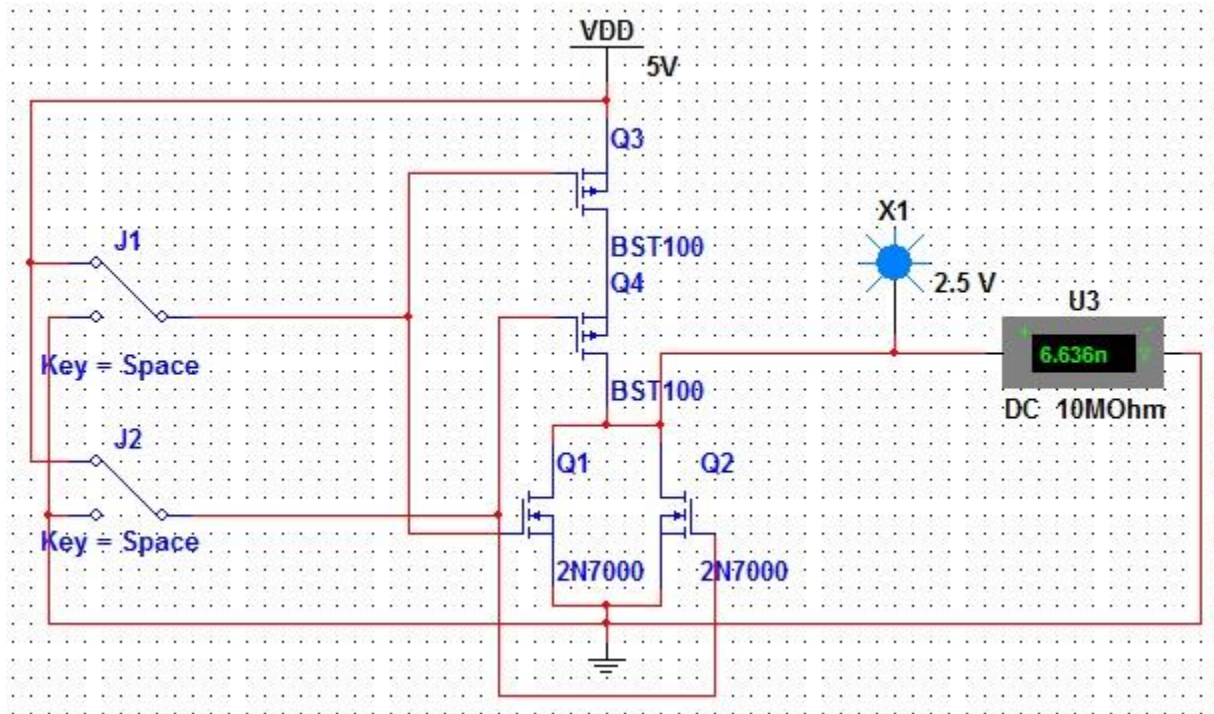 VDD
5V
Q3
X1
J1
BST100
Q4
2.5 V
U3
+
-
6.636n
V
Key = Space
BST100
DC 10MOhm
J2
Q1
Q2
Key = Space
2N7000
2N7000